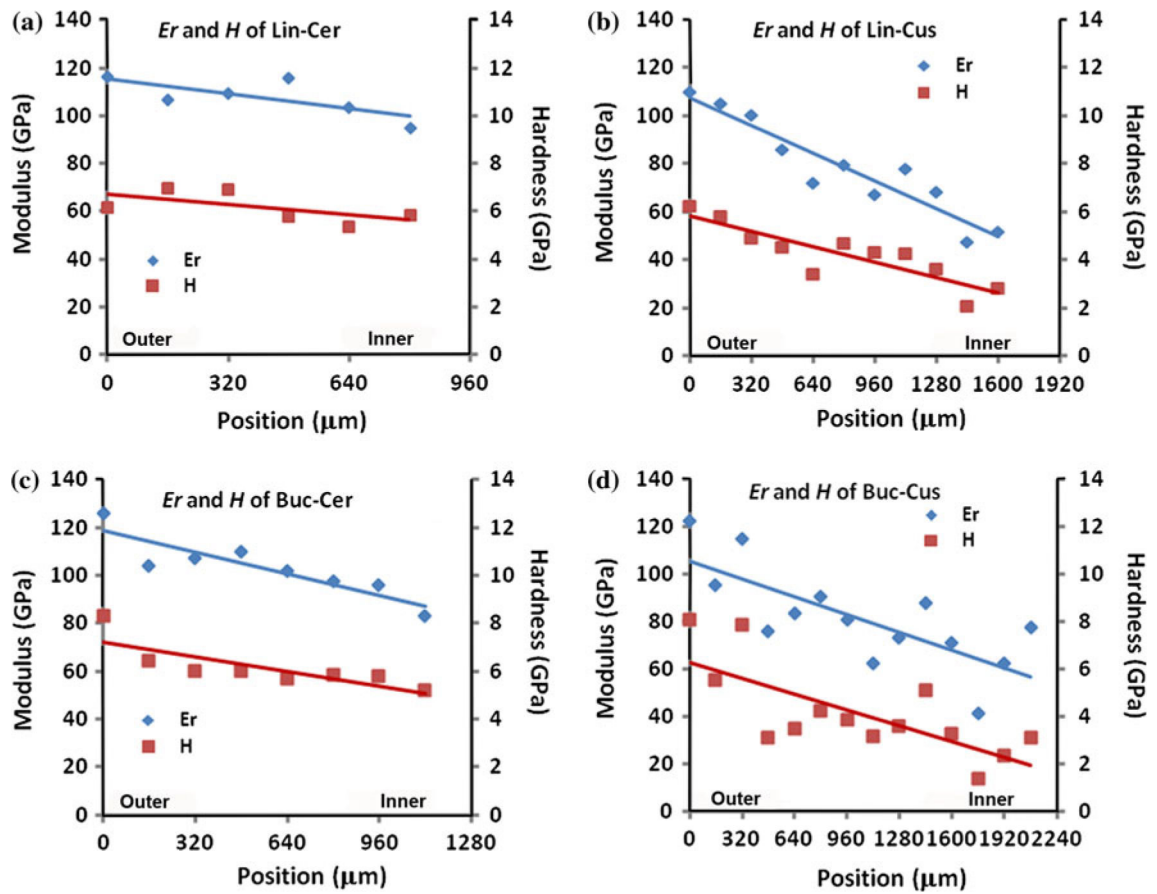 (a)
Er and H of Lin-Cer
140
120
100
80
60
40
20
0
Modulus (GPa)
14
12
10
8
6
4
2
0
Hardness (GPa)
Er
H
Outer
Inner
0 320 640 960
Position (µm)
(b)
Er and H of Lin-Cus
140
120
100
80
60
40
20
0
Modulus (GPa)
14
12
10
8
6
4
2
0
Hardness (GPa)
Er
H
Outer
Inner
0 320 640 960 1280 1600 1920
Position (µm)
(c)
Er and H of Buc-Cer
140
120
100
80
60
40
20
0
Modulus (GPa)
14
12
10
8
6
4
2
0
Hardness (GPa)
Er
H
Outer
Inner
0 320 640 960 1280
Position (µm)
(d)
Er and H of Buc-Cus
140
120
100
80
60
40
20
0
Modulus (GPa)
14
12
10
8
6
4
2
0
Hardness (GPa)
Er
H
Outer
Inner
0 320 640 960 1280 1600 1920 2240
Position (µm)